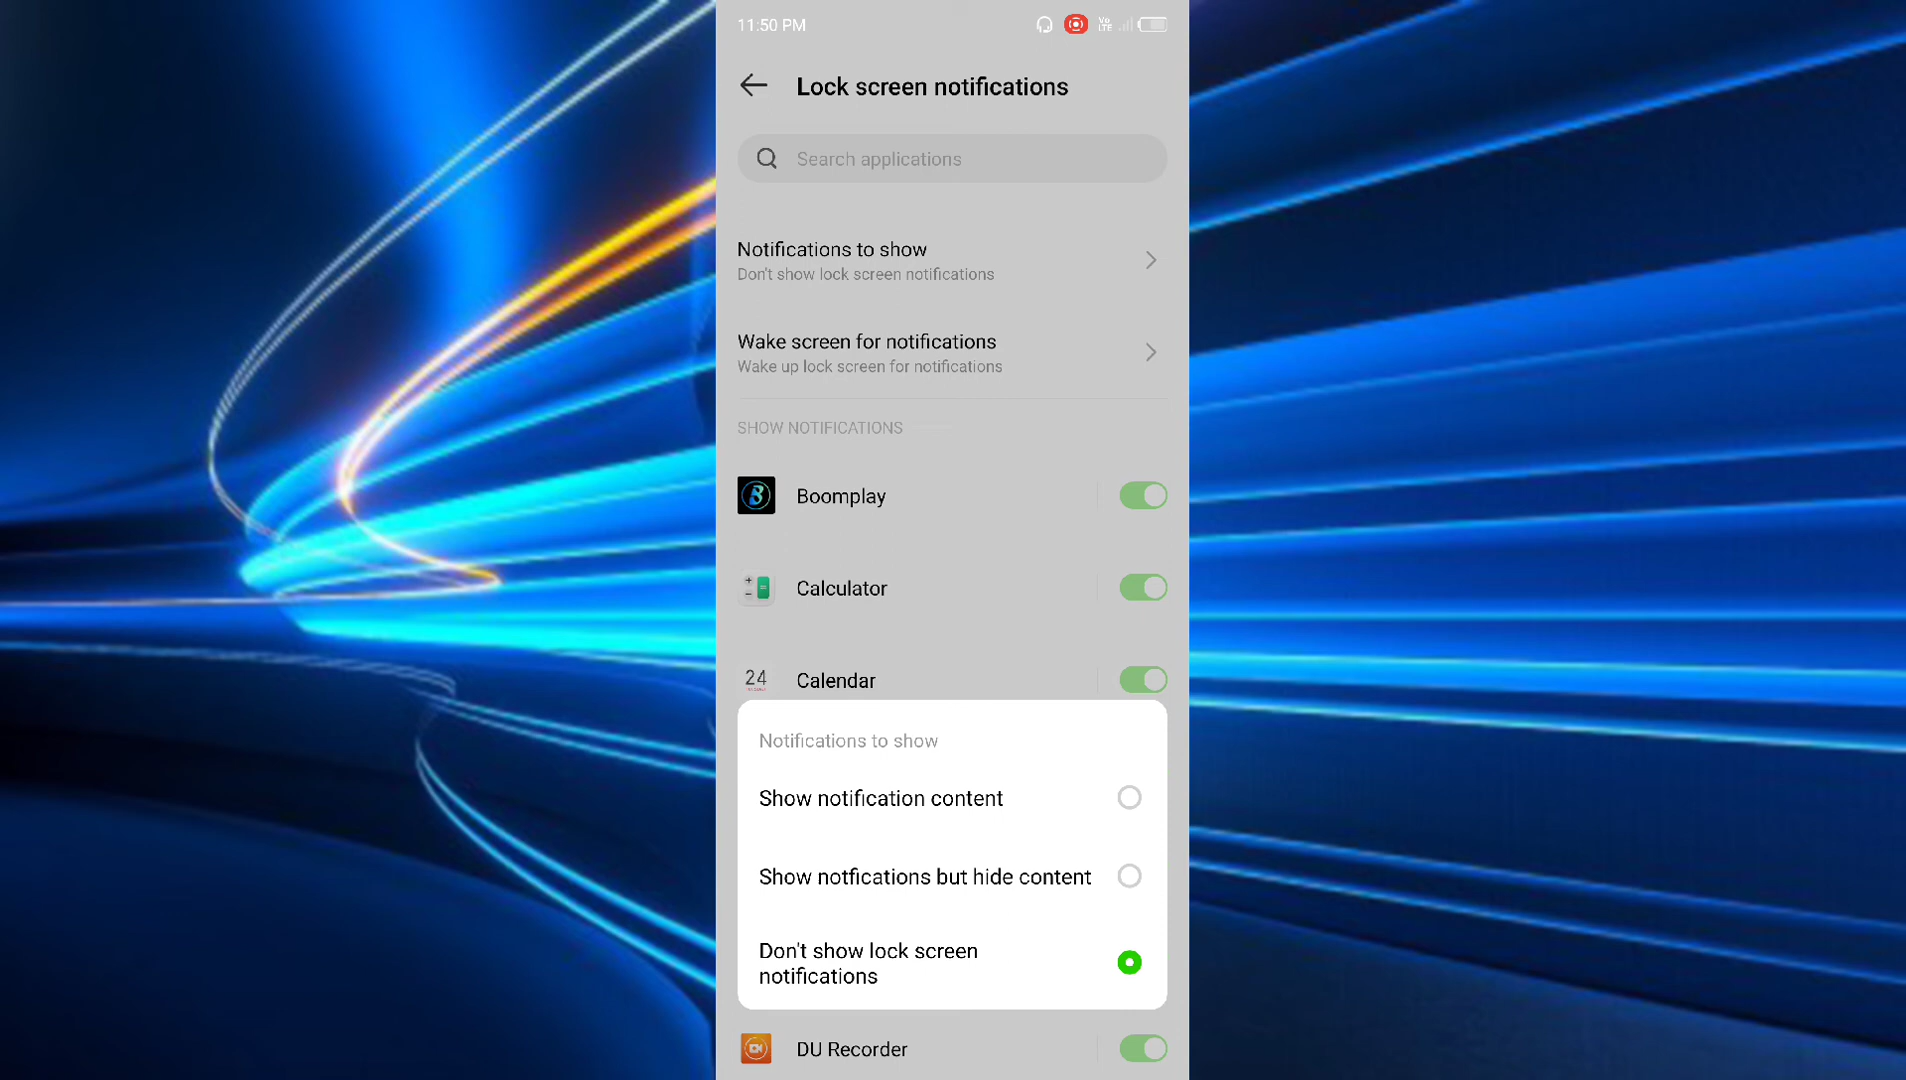 11:50 PM
Vo
LTE
Lock screen notifications
Search applications
Notifications to show
Don't show lock screen notifications
Wake screen for notifications
Wake up lock screen for notifications
SHOW NOTIFICATIONS
Boomplay
Calculator
24
Calendar
Notifications to show
Show notification content
Show notfications but hide content
Don't show lock screen
notifications
DU Recorder